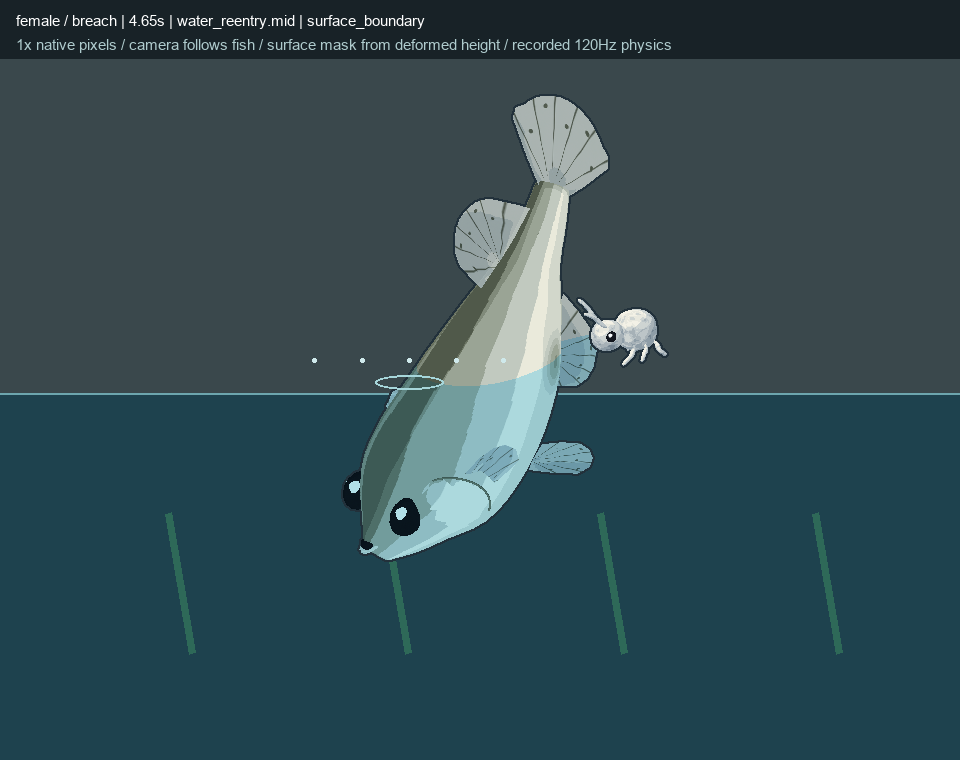 female / breach | 4.65s | water_reentry.mid | surface_boundary
1x native pixels / camera follows fish / surface mask from deformed height / recorded 120Hz physics